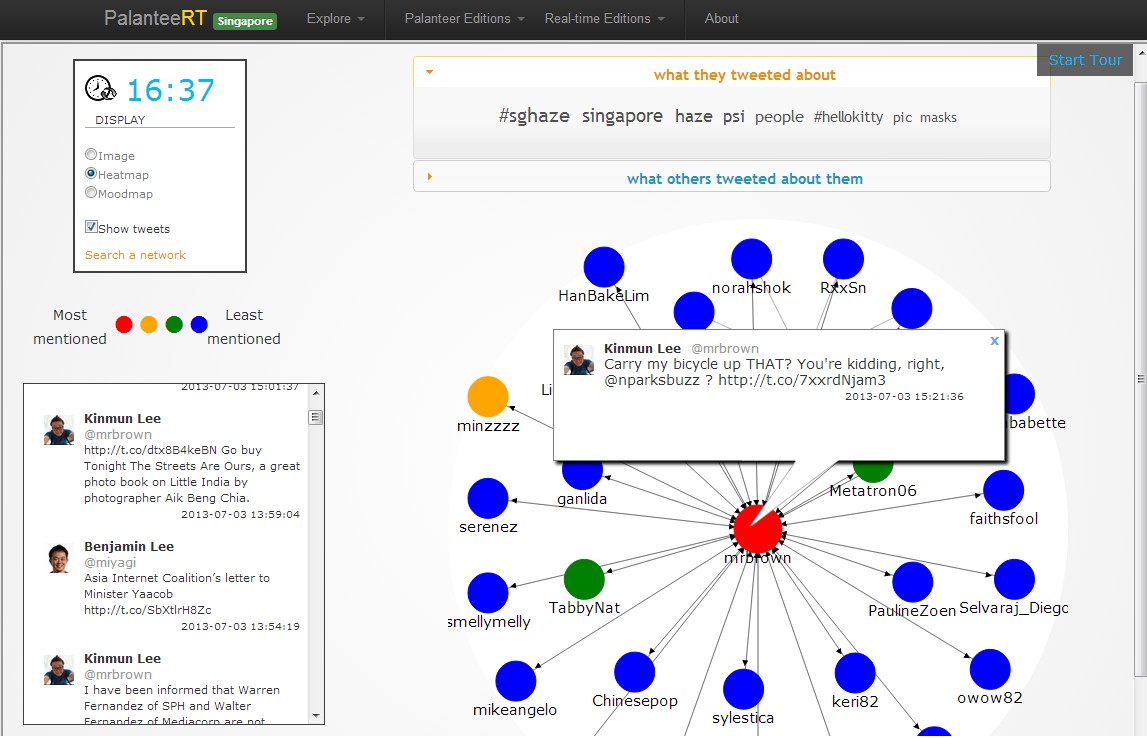 PalanteeRT Singapore Explore Palanteer Editions Real-time Editions About
Start Tour
16:37
DISPLAY
Image
Heatmap
Moodmap
Show tweets
Search a network
Most mentioned
Least mentioned
2013-07-03 15:01:37
Kinmun Lee
@mrbrown
http://t.co/dtx8B4keBN Go buy
Tonight The Streets Are Ours, a great
photo book on Little India by
photographer Aik Beng Chia.
2013-07-03 13:59:04
Benjamin Lee
@miyagi
Asia Internet Coalition's letter to
Minister Yaacob
http://t.co/SbXtlrH8Zc
2013-07-03 13:54:19
Kinmun Lee
@mrbrown
I have been informed that Warren
Fernandez of SPH and Walter
Fernandez of Mediacorp are not
what they tweeted about
#sghaze singapore haze psi people #hellokitty pic masks
what others tweeted about them
HanBakeLim
norahshok
RxxSn
Kinmun Lee @mrbrown
x
Carry my bicycle up THAT? You're kidding, right,
@nparksbuzz ? http://t.co/7xxrdNjam3
2013-07-03 15:21:36
Li
minzzzz
babette
ganlida
Metatron06
serenez
faithsfool
mrbrown
TabbyNat
PaulineZoen
Selvaraj_Diego
smellymelly
Chinesepop
keri82
owow82
mikeangelo
sylestica